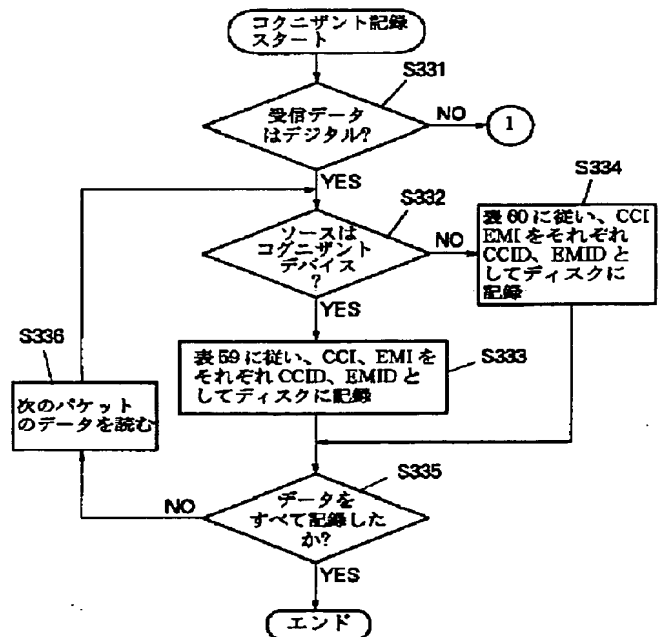 コクニザント記録
スタート
S331
受信データ
はデジタル?
NO
1
YES
S332
ソースは
コグニザント
デバイス
?
NO
S334
表60に従い、CCI
EMIをそれぞれ
CCID、EMIDと
してディスクに
記録
YES
S336
次のパケット
のデータを読む
表59に従い、CCI、EMIを
それぞれCCID、EMIDと
してディスクに記録
S333
S335
データを
すべて記録した
か?
NO
YES
エンド